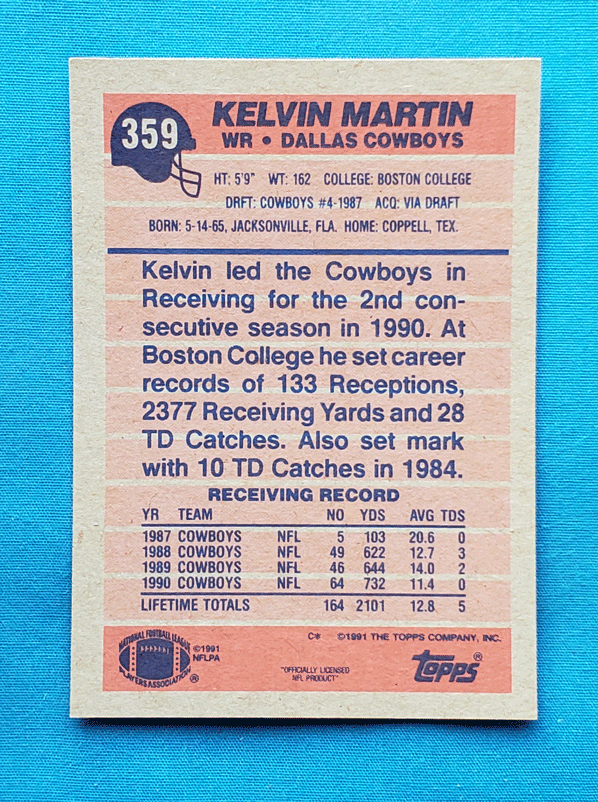 359
KELVIN MARTIN
WR • DALLAS COWBOYS
HT: 5'9" WT: 162 COLLEGE: BOSTON COLLEGE
DRFT: COWBOYS #4-1987 ACQ: VIA DRAFT
BORN: 5-14-65, JACKSONVILLE, FLA. HOME: COPPELL, TEX.
Kelvin led the Cowboys in
Receiving for the 2nd con-
secutive season in 1990. At
Boston College he set career
records of 133 Receptions,
2377 Receiving Yards and 28
TD Catches. Also set mark
with 10 TD Catches in 1984.
RECEIVING RECORD
YR TEAM NO YDS AVG TDS
1987 COWBOYS NFL 5 103 20.6 0
1988 COWBOYS NFL 49 622 12.7 3
1989 COWBOYS NFL 46 644 14.0 2
1990 COWBOYS NFL 64 732 11.4 0
LIFETIME TOTALS 164 2101 12.8 5
C* ©1991 THE TOPPS COMPANY, INC.
NATIONAL FOOTBALL LEAGUE
PLAYERS ASSOCIATION ®
©1991
NFLPA
"OFFICIALLY LICENSED
NFL PRODUCT"
Topps ®